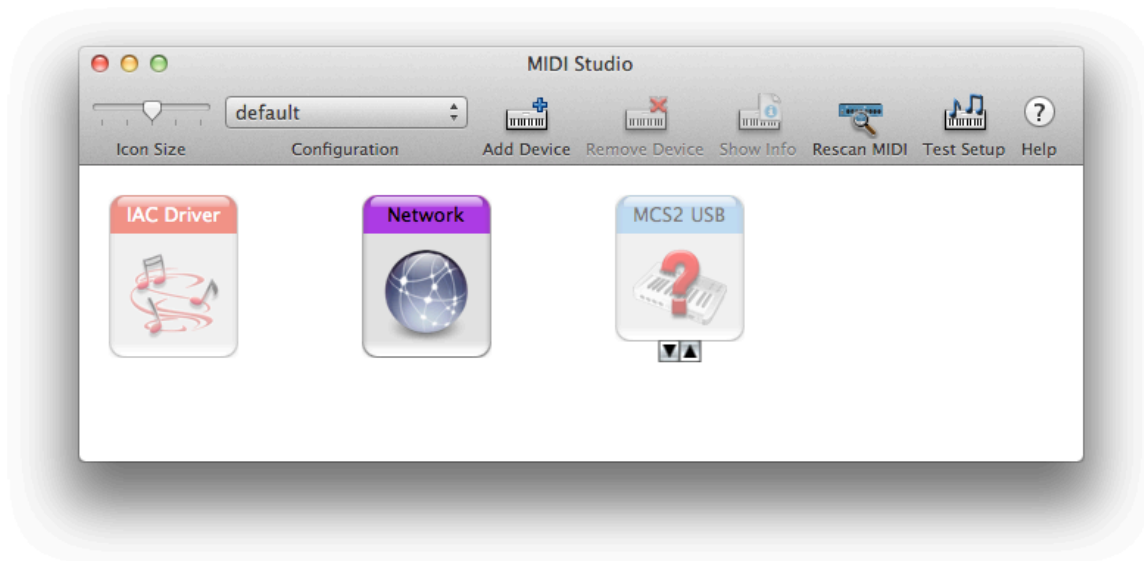 MIDI Studio
default
Icon Size Configuration Add Device Remove Device Show Info Rescan MIDI Test Setup Help
IAC Driver Network MCS2 USB